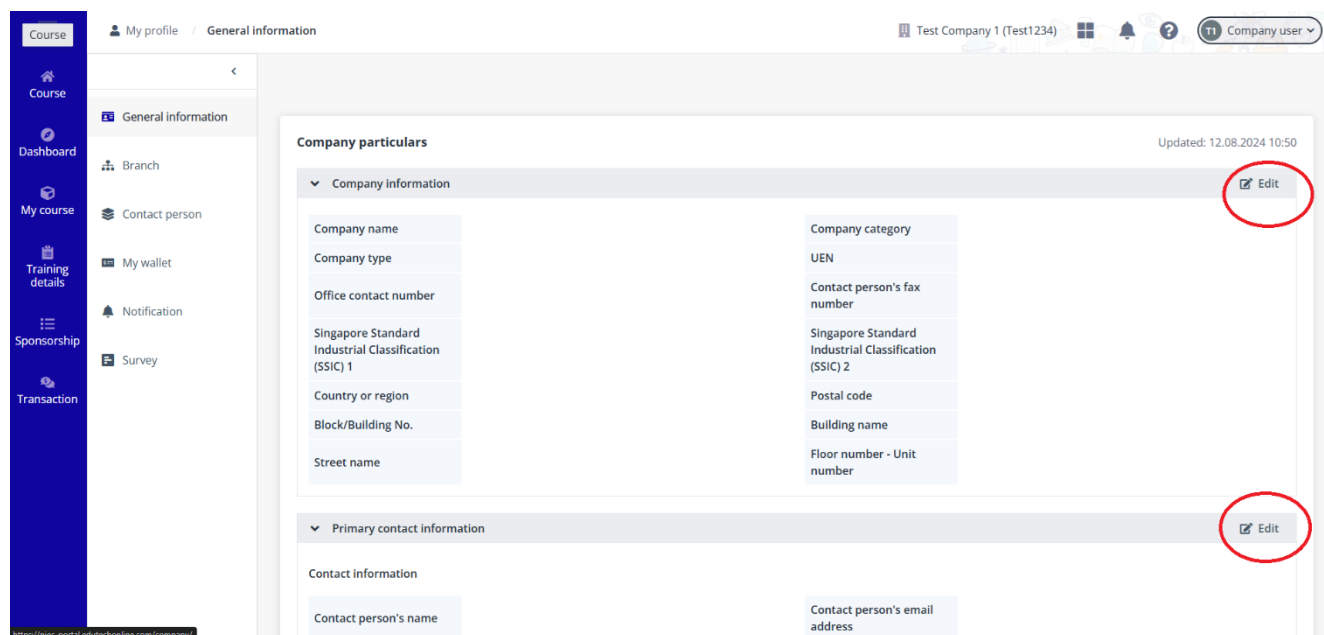 Course
My profile / General information
Test Company 1 (Test1234)
T1 Company user
Course
Dashboard
My course
Training
details
Sponsorship
Transaction
General information
Branch
Contact person
My wallet
Notification
Survey
Company particulars
Updated: 12.08.2024 10:50
Company information
Edit
Company name
Company category
Company type
UEN
Office contact number
Contact person's fax
number
Singapore Standard
Industrial Classification
(SSIC) 1
Singapore Standard
Industrial Classification
(SSIC) 2
Country or region
Postal code
Block/Building No.
Building name
Street name
Floor number - Unit
number
Primary contact information
Edit
Contact information
Contact person's name
Contact person's email
address